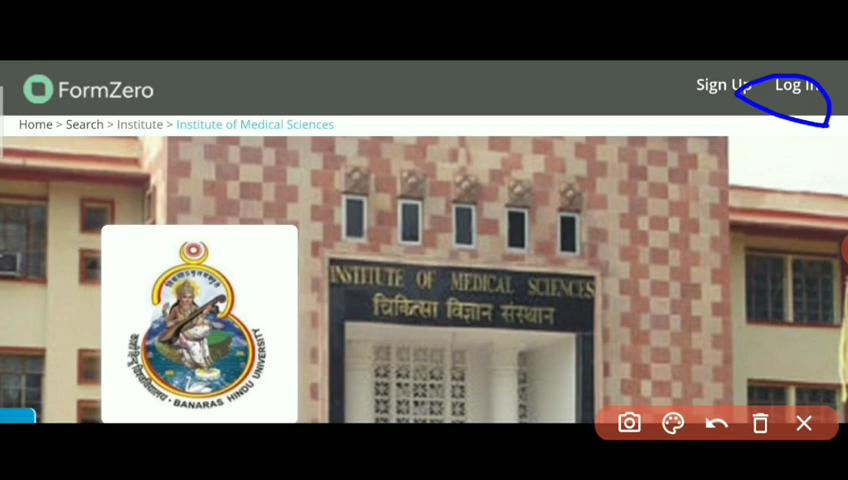 FormZero
Sign Up
Log In
Home > Search > Institute > Institute of Medical Sciences
INSTITUTE OF MEDICAL SCIENCES
चिकित्सा विज्ञान संस्थान
BANARAS HINDU UNIVERSITY